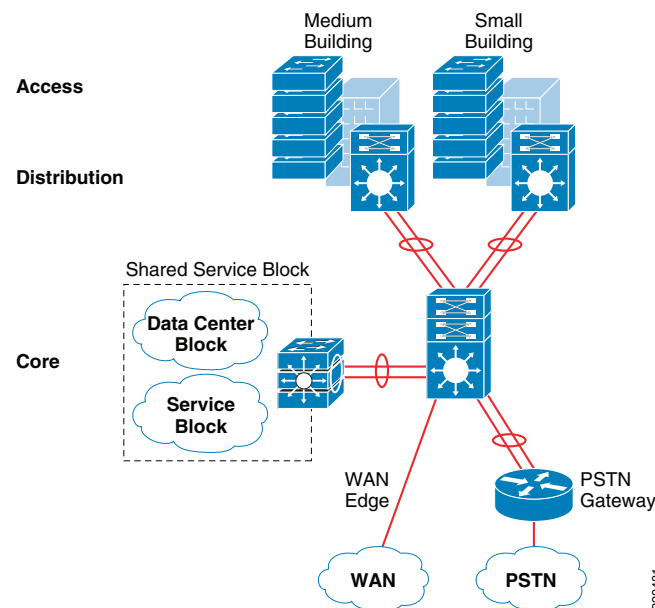 Medium
Building
Small
Building
Access
Distribution
Shared Service Block
Data Center
Block
Core
Service
Block
WAN
Edge
PSTN
Gateway
WAN
PSTN